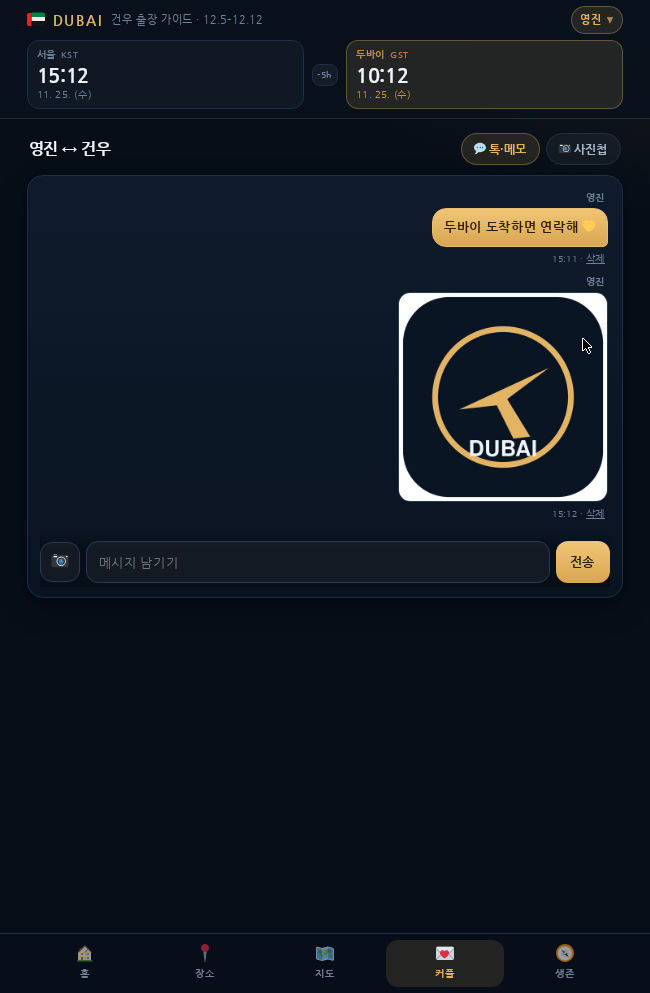 DUBAI 건우 출장 가이드 · 12.5-12.12
영진 ▼
서울 KST
15:12
11. 25. (수)
-5h
두바이 GST
10:12
11. 25. (수)
영진 ↔ 건우
톡·메모
사진첩
영진
두바이 도착하면 연락해
15:11 · 삭제
영진
DUBAI
15:12 · 삭제
메시지 남기기
전송
홈
장소
지도
커플
생존